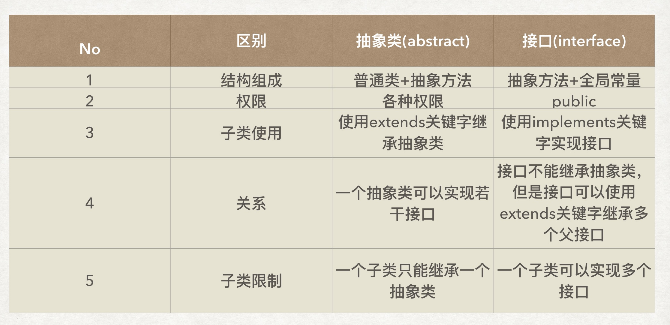 No 区别 抽象类(abstract) 接口(interface)
1 结构组成 普通类+抽象方法 抽象方法+全局常量
2 权限 各种权限 public
3 子类使用 使用extends关键字继
承抽象类
使用implements关键
字实现接口
4 关系 一个抽象类可以实现若
干接口
接口不能继承抽象类，
但是接口可以使用
extends关键字继承多
个父接口
5 子类限制 一个子类只能继承一个
抽象类
一个子类可以实现多个
接口